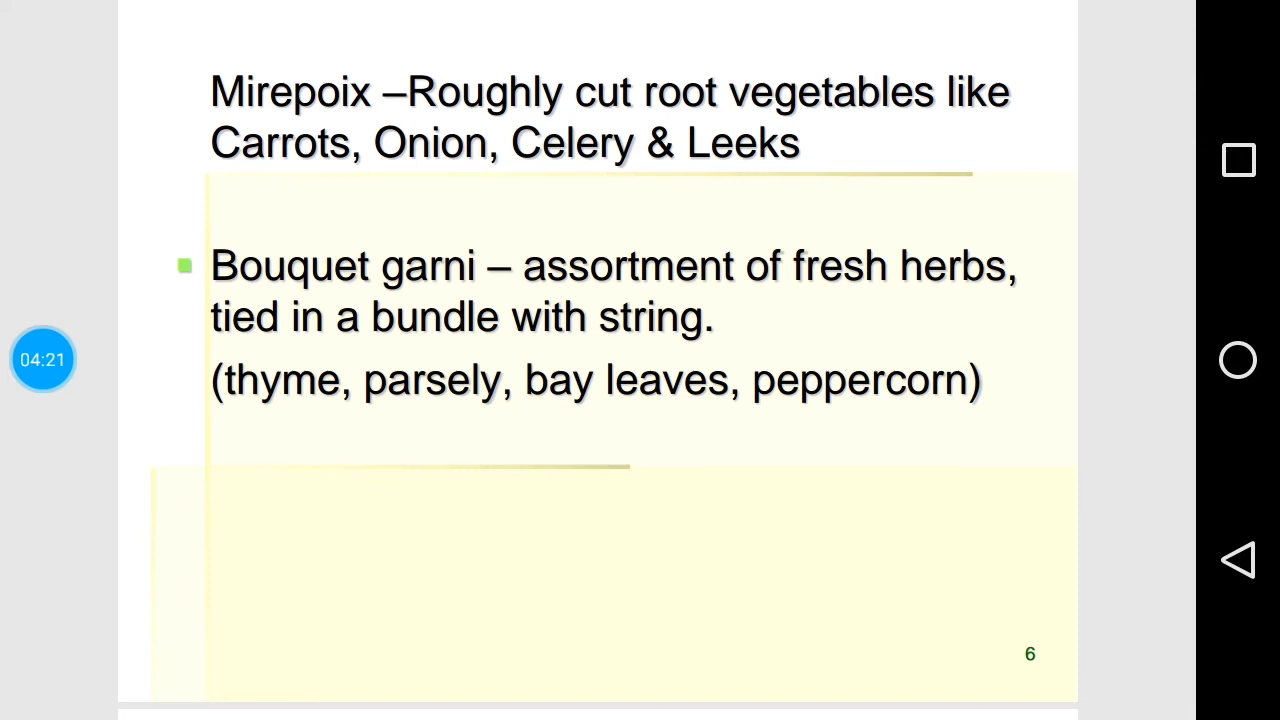 Mirepoix –Roughly cut root vegetables like
Carrots, Onion, Celery & Leeks
Bouquet garni – assortment of fresh herbs,
tied in a bundle with string.
(thyme, parsely, bay leaves, peppercorn)
04:21
6